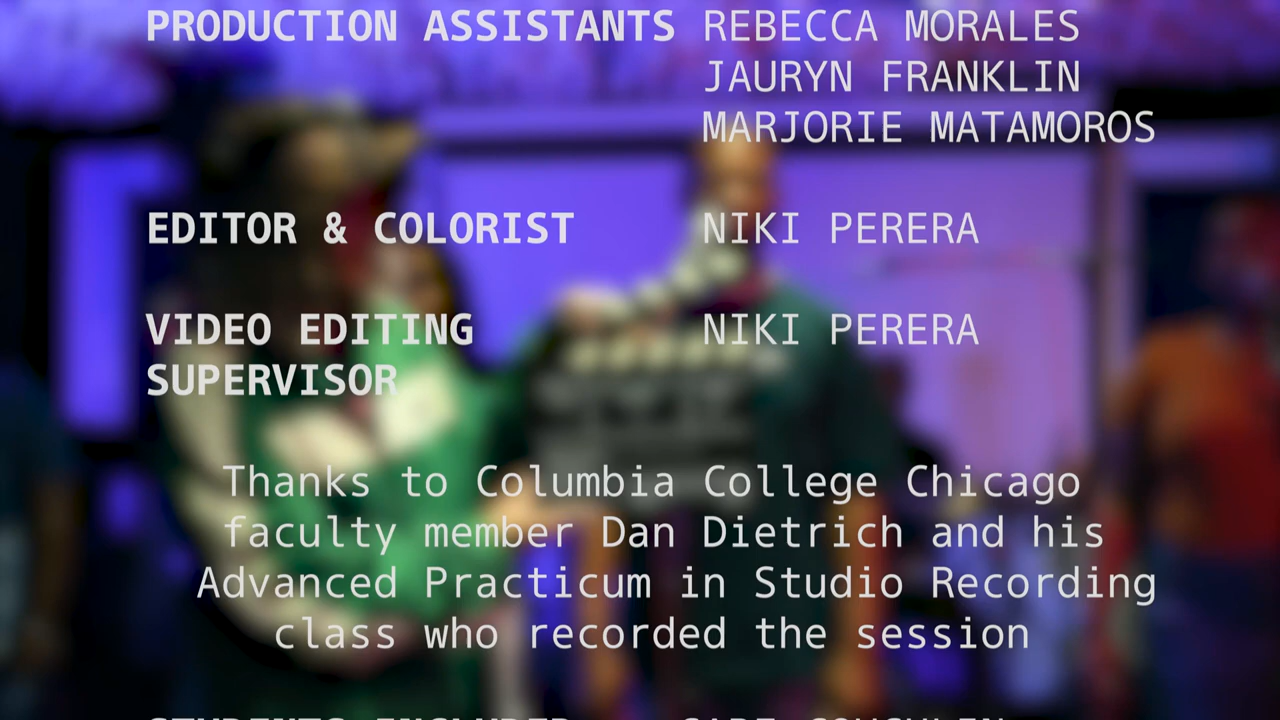 PRODUCTION ASSISTANTS REBECCA MORALES
JAURYN FRANKLIN
MARJORIE MATAMOROS
EDITOR & COLORIST NIKI PERERA
VIDEO EDITING NIKI PERERA
SUPERVISOR
Thanks to Columbia College Chicago
faculty member Dan Dietrich and his
Advanced Practicum in Studio Recording
class who recorded the session